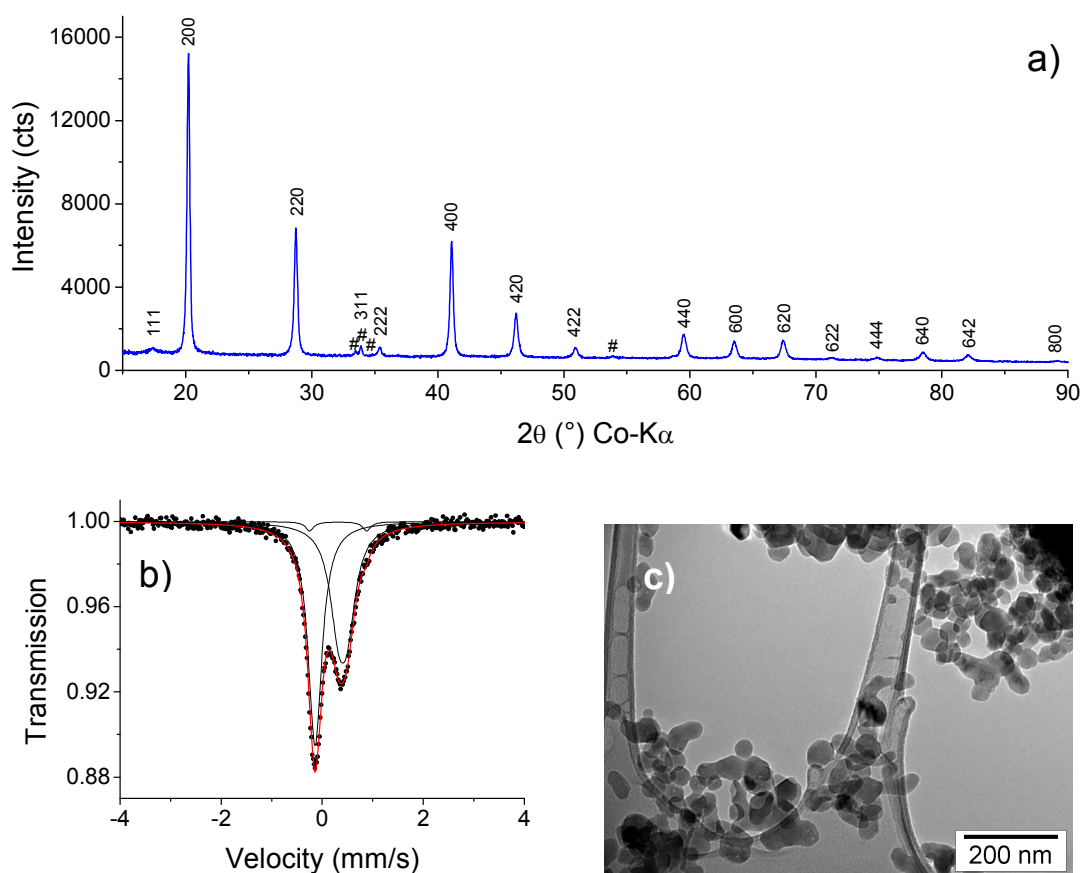 a)
16000
12000
8000
4000
0
Intensity (cts)
111
200
220
#
#
311
#
222
400
420
422
#
440
600
620
622
444
640
642
800
20 30 40 50 60 70 80 90
2θ (°) Co-Kα
b)
1.00
0.96
0.92
0.88
Transmission
-4 -2 0 2 4
Velocity (mm/s)
c)
200 nm